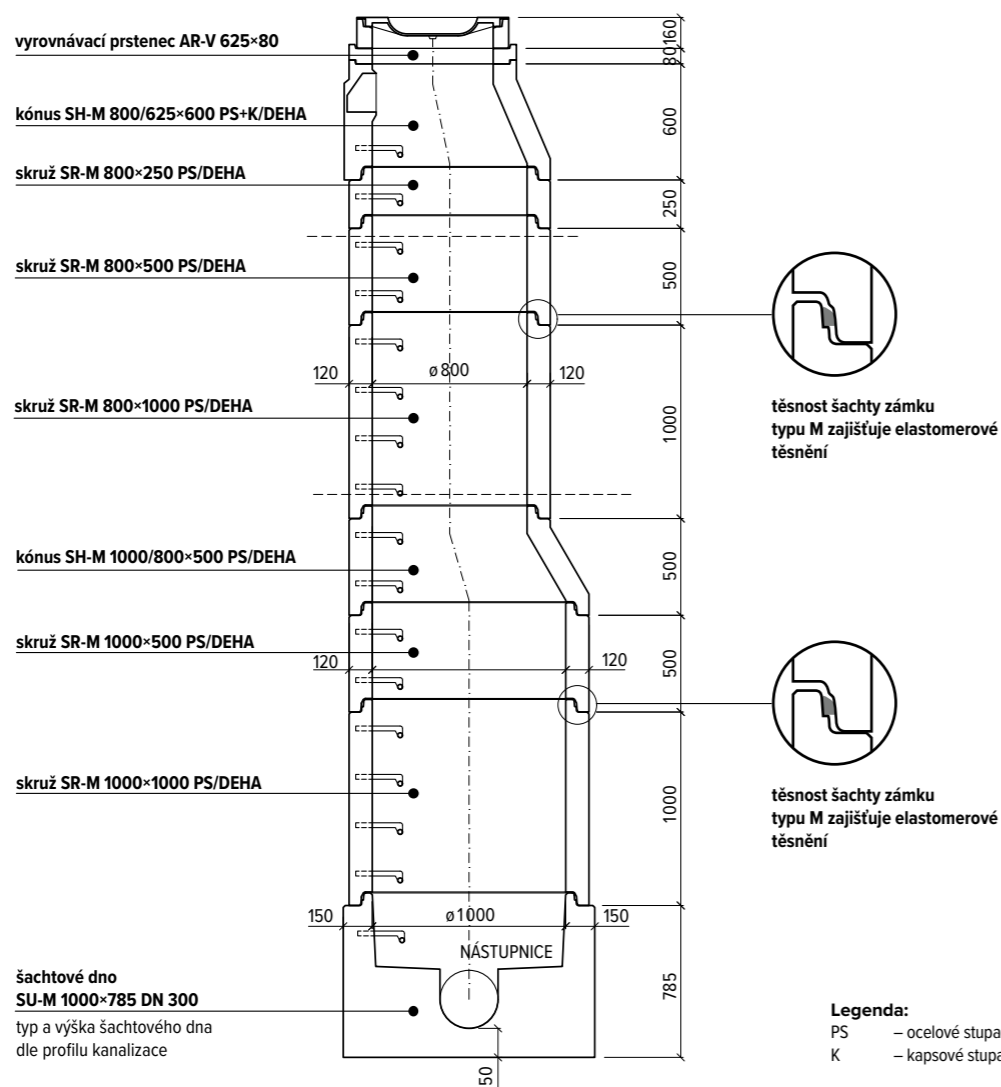 vyrovnávací prstenec AR-V 625×80
kónus SH-M 800/625×600 PS+K/DEHA
skruž SR-M 800×250 PS/DEHA
skruž SR-M 800×500 PS/DEHA
skruž SR-M 800×1000 PS/DEHA
kónus SH-M 1000/800×500 PS/DEHA
skruž SR-M 1000×500 PS/DEHA
skruž SR-M 1000×1000 PS/DEHA
šachtové dno
SU-M 1000×785 DN 300
typ a výška šachtového dna
dle profilu kanalizace
120
ø 800
120
120
120
150
ø 1000
150
NÁSTUPNICE
160
80
600
250
500
1000
500
500
1000
785
50
těsnost šachty zámku
typu M zajišťuje elastomerové
těsnění
těsnost šachty zámku
typu M zajišťuje elastomerové
těsnění
Legenda:
PS – ocelové stupa
K – kapsové stupa